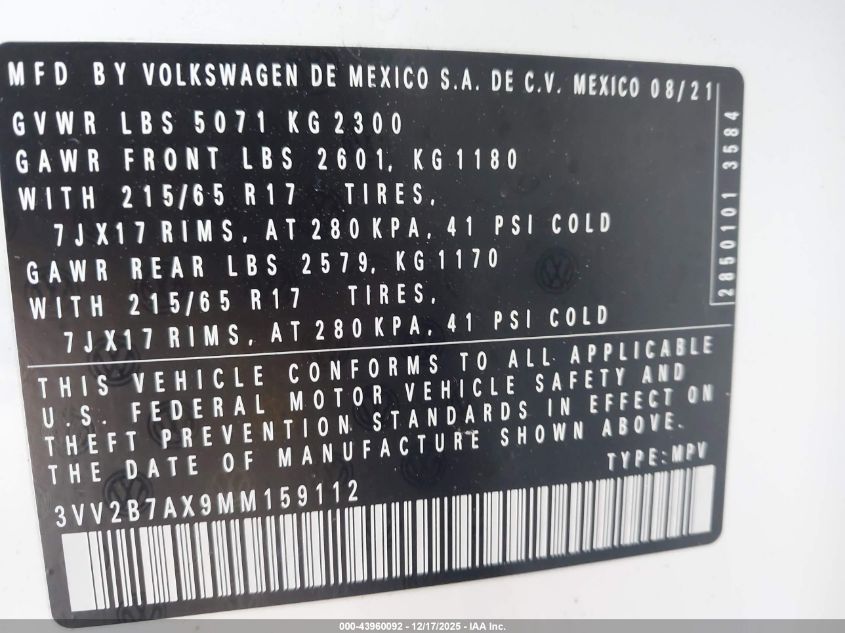 MFD BY VOLKSWAGEN DE MEXICO S.A. DE C.V. MEXICO 08/21
GVWR LBS 5071 KG 2300
GAWR FRONT LBS 2601, KG 1180
WITH 215/65 R17 TIRES,
7JX17 RIMS, AT 280 KPA, 41 PSI COLD
GAWR REAR LBS 2579, KG 1170
WITH 215/65 R17 TIRES,
7JX17 RIMS, AT 280 KPA, 41 PSI COLD
2850101 3584
THIS VEHICLE CONFORMS TO ALL APPLICABLE
U.S. FEDERAL MOTOR VEHICLE SAFETY AND
THEFT PREVENTION STANDARDS IN EFFECT ON
THE DATE OF MANUFACTURE SHOWN ABOVE.
TYPE:MPV
3VV2B7AX9MM159112
000-43960092 - 12/17/2025 - IAA Inc.